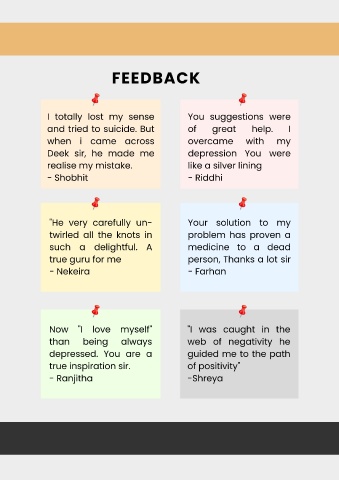 FEEDBACK
I totally lost my sense
and tried to suicide. But
when i came across
Deek sir, he made me
realise my mistake.
- Shobhit
You suggestions were
of great help. I
overcame with my
depression You were
like a silver lining
- Riddhi
"He very carefully un-
twirled all the knots in
such a delightful. A
true guru for me
- Nekeira
Your solution to my
problem has proven a
medicine to a dead
person, Thanks a lot sir
- Farhan
Now "I love myself"
than being always
depressed. You are a
true inspiration sir.
- Ranjitha
"I was caught in the
web of negativity he
guided me to the path
of positivity"
-Shreya